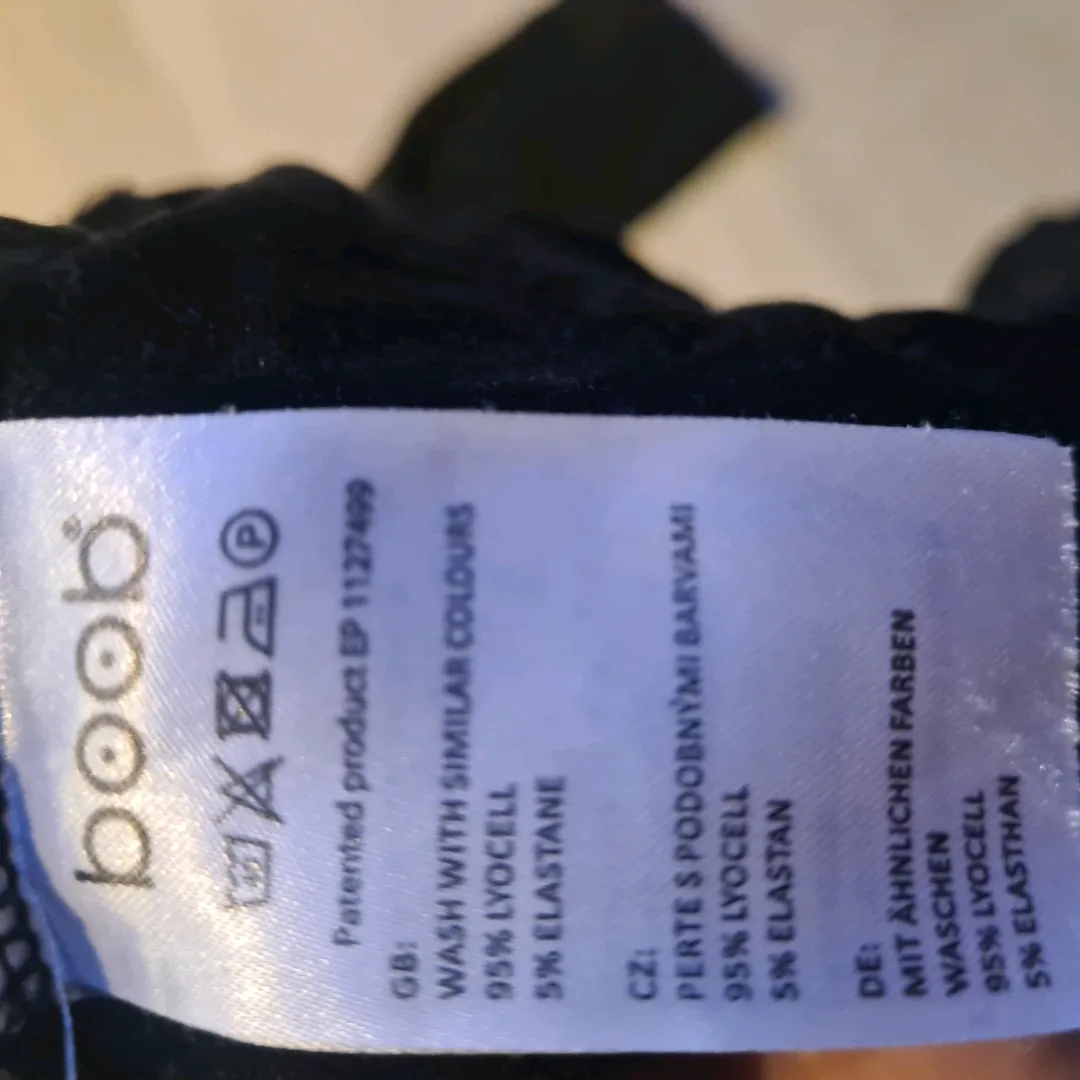 boob®
P
Patented product EP 1127499
GB:
WASH WITH SIMILAR COLOURS
95% LYOCELL
5% ELASTANE
CZ:
PERTE S PODOBNÝMI BARVAMI
95% LYOCELL
5% ELASTAN
DE:
MIT ÄHNLICHEN FARBEN
WASCHEN
95% LYOCELL
5% ELASTHAN